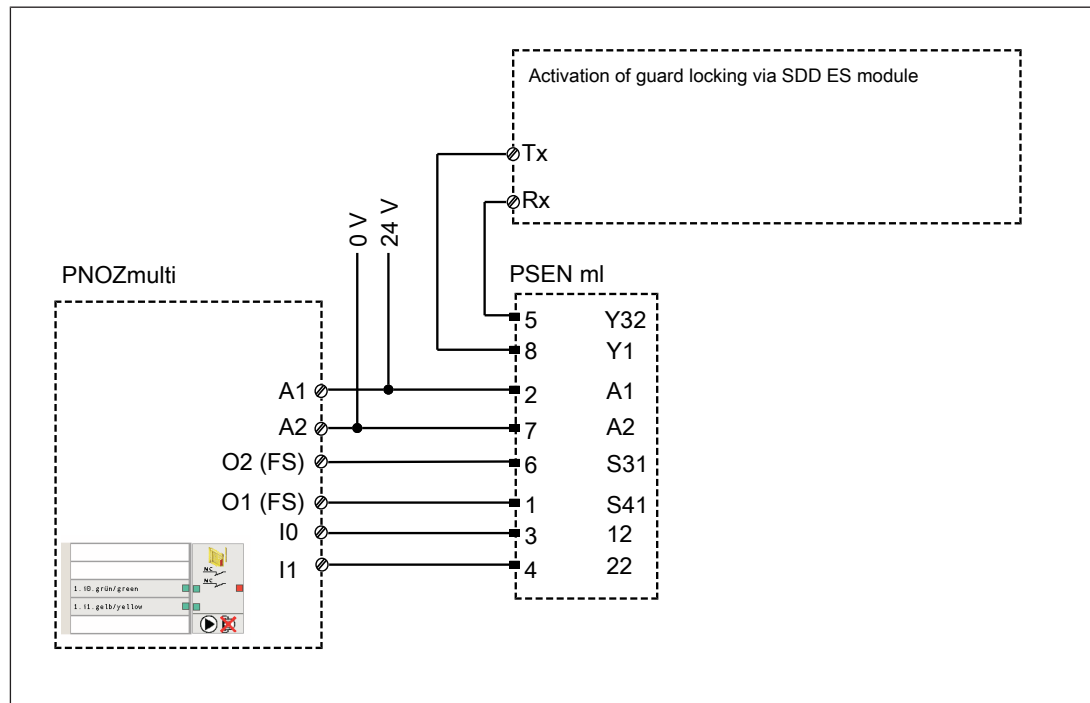 Activation of guard locking via SDD ES module
Tx
Rx
0 V
24 V
PNOZmulti
PSEN ml
5 Y32
8 Y1
A1 2 A1
A2 7 A2
O2 (FS) 6 S31
O1 (FS) 1 S41
I0 3 12
I1 4 22
NC
NC
1.i0.grün/green
1.i1.gelb/yellow